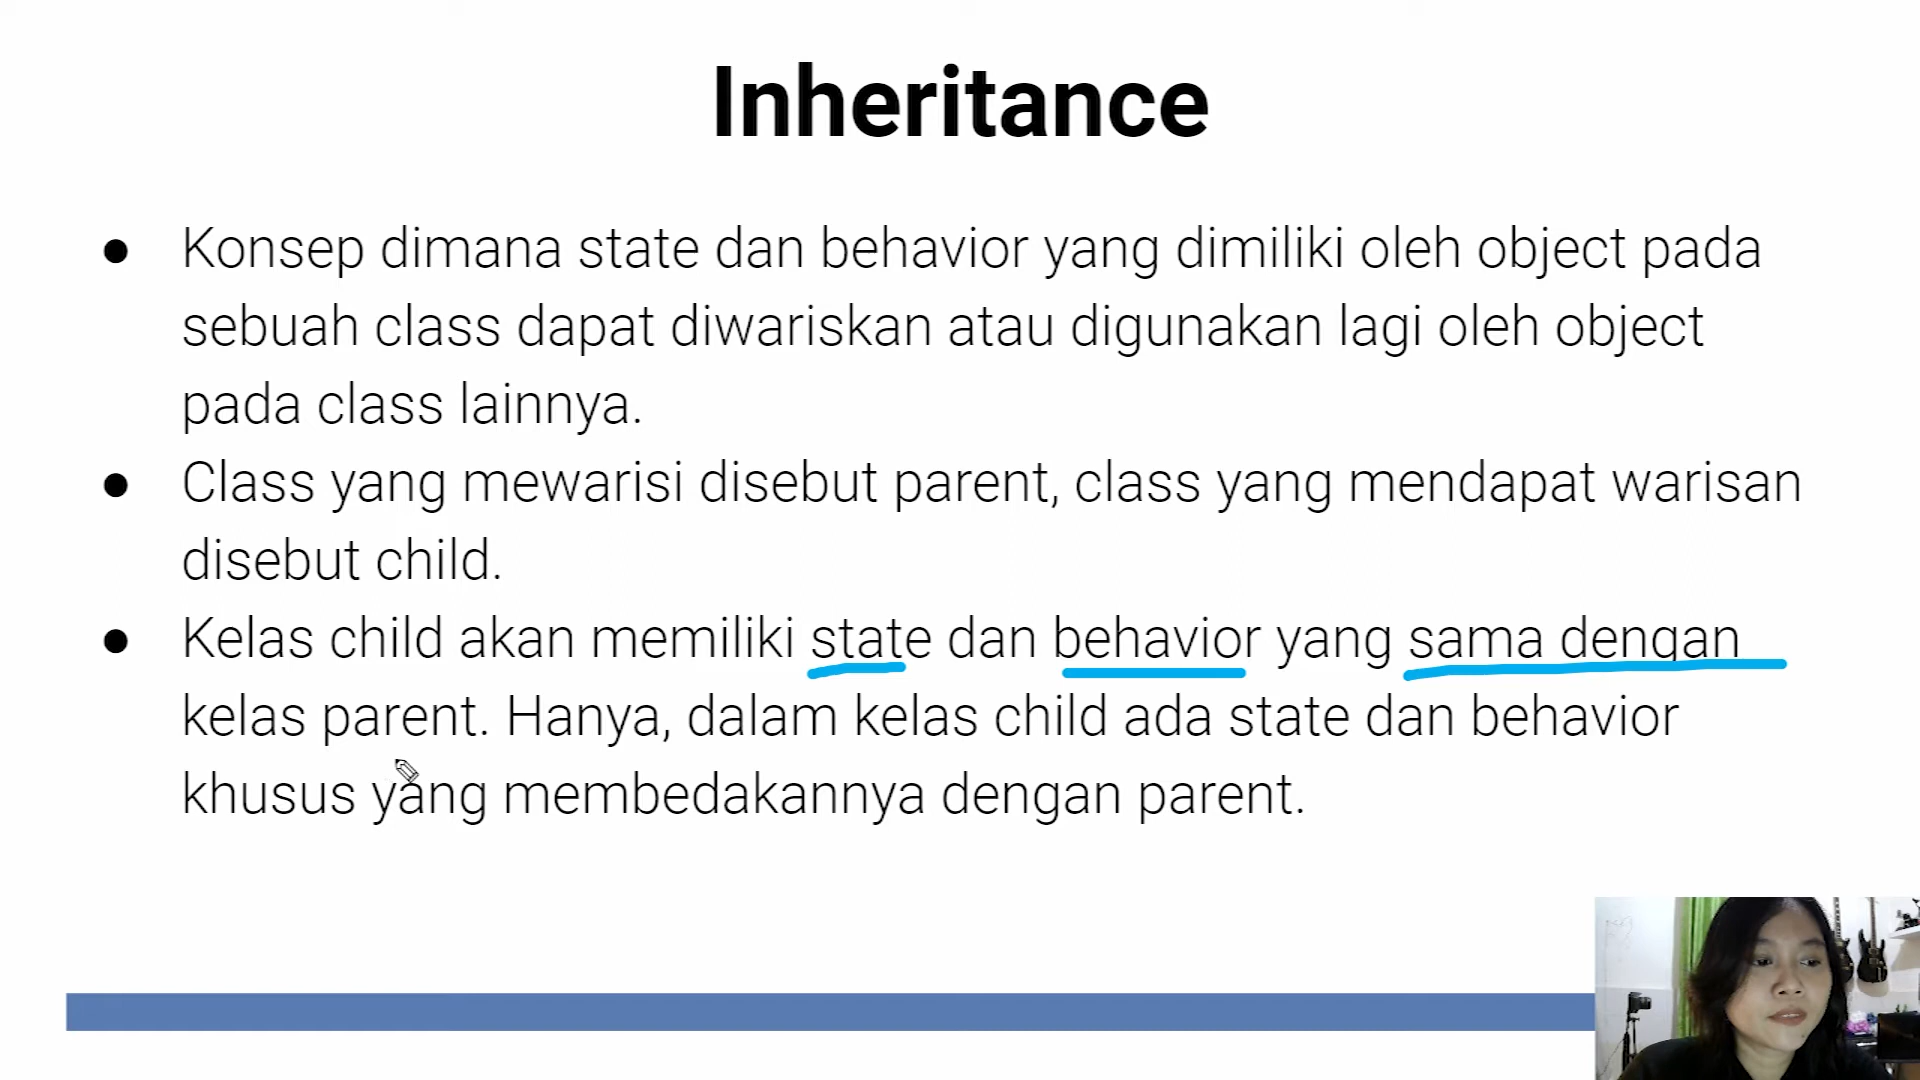 Inheritance
● Konsep dimana state dan behavior yang dimiliki oleh object pada
sebuah class dapat diwariskan atau digunakan lagi oleh object
pada class lainnya.
● Class yang mewarisi disebut parent, class yang mendapat warisan
disebut child.
● Kelas child akan memiliki state dan behavior yang sama dengan
kelas parent. Hanya, dalam kelas child ada state dan behavior
khusus yang membedakannya dengan parent.